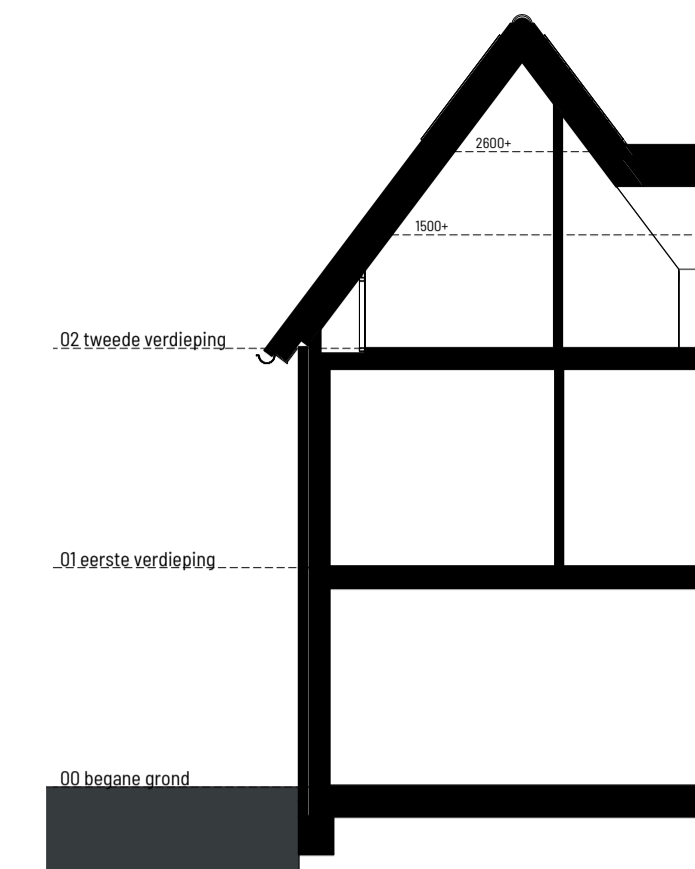 2600+
1500+
02 tweede verdieping
01 eerste verdieping
00 begane grond